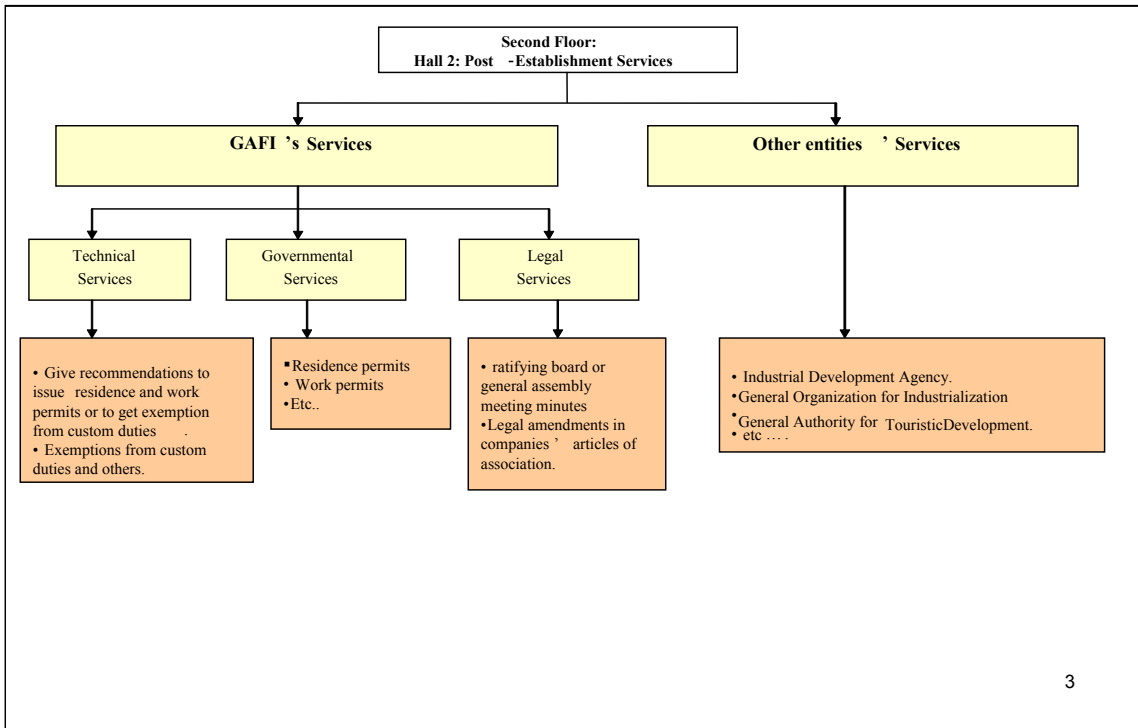 Second Floor:
Hall 2: Post -Establishment Services
GAFI 's Services
Other entities ' Services
Technical
Services
Governmental
Services
Legal
Services
• Give recommendations to
issue residence and work
permits or to get exemption
from custom duties .
• Exemptions from custom
duties and others.
▪Residence permits
• Work permits
•Etc..
• ratifying board or
general assembly
meeting minutes
•Legal amendments in
companies ' articles of
association.
• Industrial Development Agency.
•General Organization for Industrialization
•General Authority for TouristicDevelopment.
• etc ... .
3